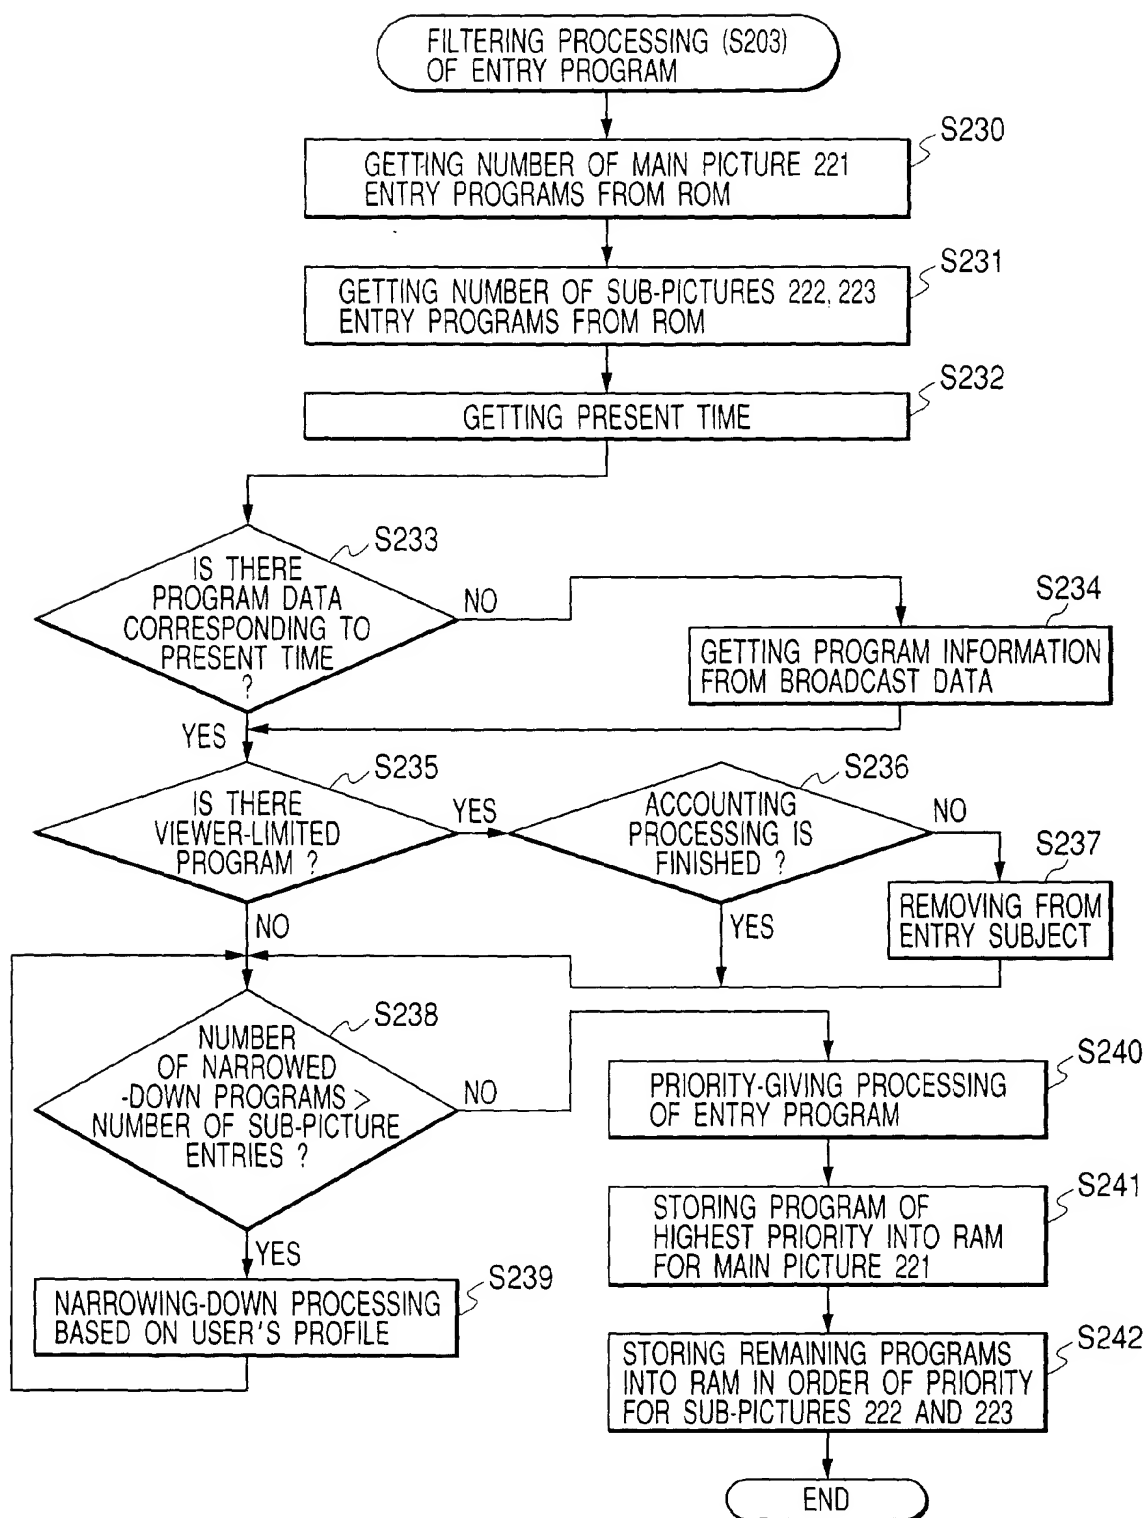 FILTERING PROCESSING (S203)
OF ENTRY PROGRAM
S230
GETTING NUMBER OF MAIN PICTURE 221
ENTRY PROGRAMS FROM ROM
S231
GETTING NUMBER OF SUB-PICTURES 222, 223
ENTRY PROGRAMS FROM ROM
S232
GETTING PRESENT TIME
S233
IS THERE
PROGRAM DATA
CORRESPONDING TO
PRESENT TIME
?
NO
S234
GETTING PROGRAM INFORMATION
FROM BROADCAST DATA
YES
S235
IS THERE
VIEWER-LIMITED
PROGRAM ?
YES
S236
ACCOUNTING
PROCESSING IS
FINISHED ?
NO
S237
REMOVING FROM
ENTRY SUBJECT
NO
YES
S238
NUMBER
OF NARROWED
-DOWN PROGRAMS >
NUMBER OF SUB-PICTURE
ENTRIES ?
NO
YES
S239
NARROWING-DOWN PROCESSING
BASED ON USER'S PROFILE
S240
PRIORITY-GIVING PROCESSING
OF ENTRY PROGRAM
S241
STORING PROGRAM OF
HIGHEST PRIORITY INTO RAM
FOR MAIN PICTURE 221
S242
STORING REMAINING PROGRAMS
INTO RAM IN ORDER OF PRIORITY
FOR SUB-PICTURES 222 AND 223
END